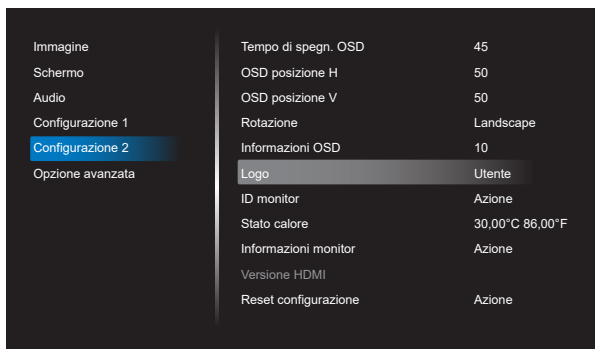 Immagine
Schermo
Audio
Configurazione 1
Configurazione 2
Opzione avanzata
Tempo di spegn. OSD 45
OSD posizione H 50
OSD posizione V 50
Rotazione Landscape
Informazioni OSD 10
Logo Utente
ID monitor Azione
Stato calore 30,00°C 86,00°F
Informazioni monitor Azione
Versione HDMI
Reset configurazione Azione